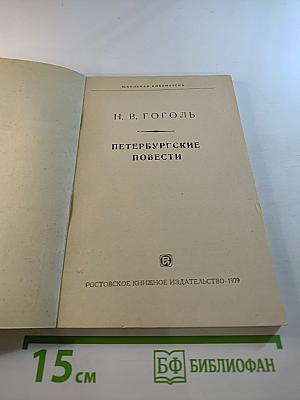 ШКОЛЬНАЯ БИБЛИОТЕКА
Н. В. ГОГОЛЬ
ПЕТЕРБУРГСКИЕ
ПОВЕСТИ
РОСТОВСКОЕ КНИЖНОЕ ИЗДАТЕЛЬСТВО · 1979
15 см
БФ БИБЛИОФАН